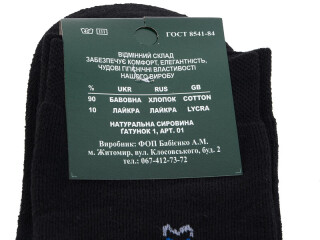 ГОСТ 8541-84
ВІДМІННИЙ СКЛАД
ЗАБЕЗПЕЧУЄ КОМФОРТ, ЕЛЕГАНТНІСТЬ,
ЧУДОВІ ГІГІЄНІЧНІ ВЛАСТИВОСТІ
НАШОГО ВИРОБУ
% UKR RUS GB
90 БАВОВНА ХЛОПОК COTTON
10 ЛАЙКРА ЛАЙКРА LYCRA
НАТУРАЛЬНА СИРОВИНА
ГАТУНОК 1, АРТ. 01
Виробник: ФОП Бабієнко А.М.
м. Житомир, вул. Клосовського, буд. 2
тел.: 067-412-73-72